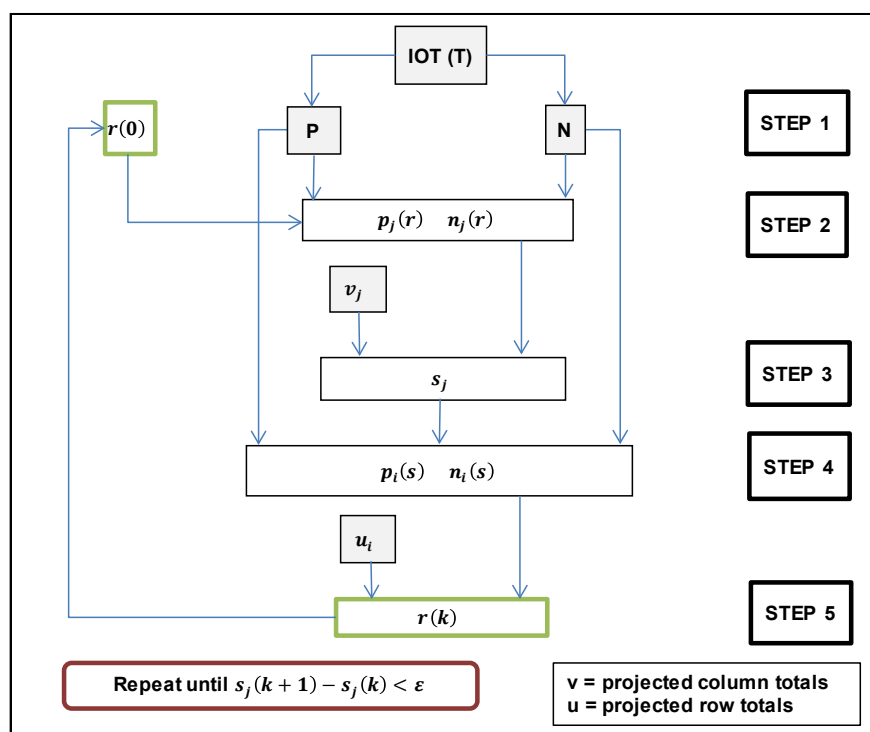 IOT (T)
r(0)
P
N
STEP 1
p_j(r) n_j(r)
STEP 2
v_j
s_j
STEP 3
p_i(s) n_i(s)
STEP 4
u_i
r(k)
STEP 5
Repeat until s_j(k + 1) − s_j(k) < ε
v = projected column totals
u = projected row totals